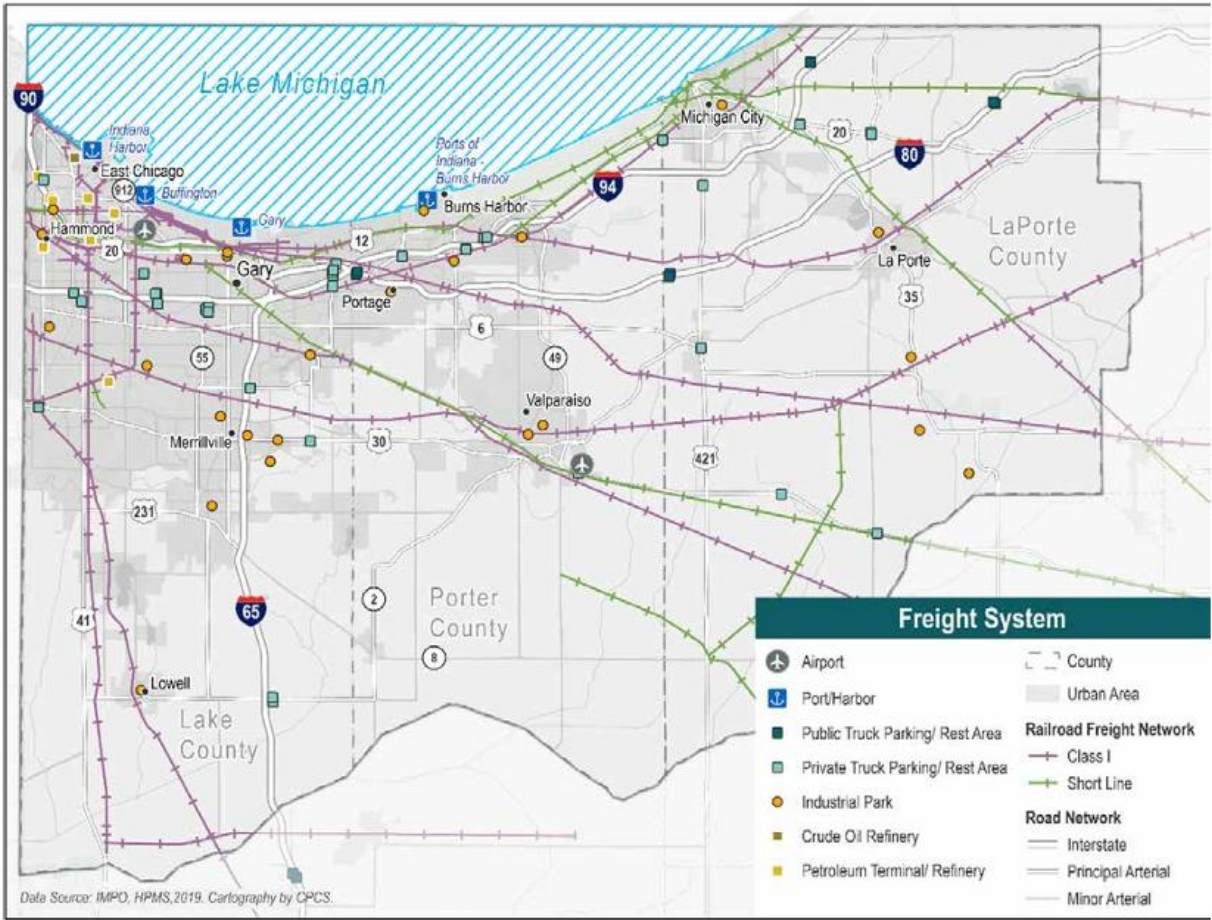 Lake Michigan
90
Indiana
Harbor
East Chicago
912
Buffington
Hammond
20
Gary
Gary
12
Ports of
Indiana -
Burns Harbor
Burns Harbor
94
Michigan City
20
80
LaPorte
County
La Porte
35
Portage
6
55
49
Valparaiso
Merrillville
30
421
231
41
65
2
Porter
County
8
Lowell
Lake
County
Freight System
Airport
Port/Harbor
Public Truck Parking/ Rest Area
Private Truck Parking/ Rest Area
Industrial Park
Crude Oil Refinery
Petroleum Terminal/ Refinery
County
Urban Area
Railroad Freight Network
Class I
Short Line
Road Network
Interstate
Principal Arterial
Minor Arterial
Data Source: IMPO, HPMS,2019. Cartography by CPCS.